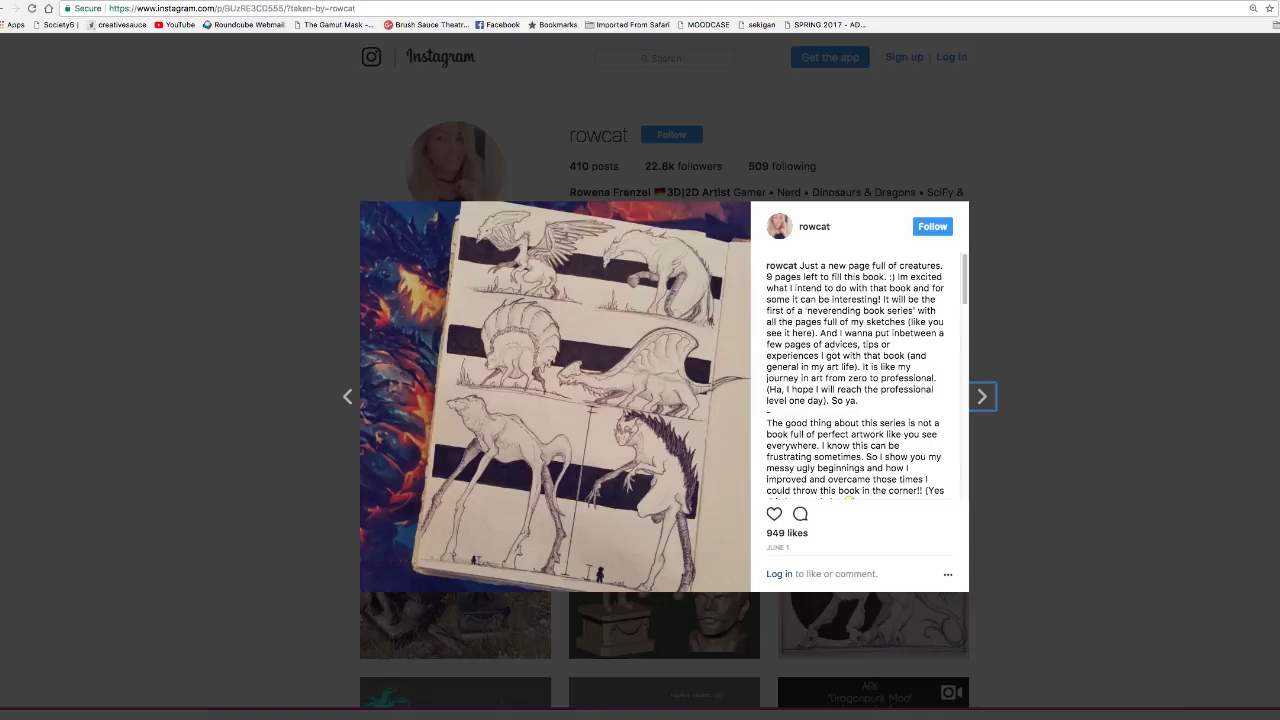 Secure https://www.instagram.com/p/BUzRE3CD555/?taken-by=rowcat
Apps Society6 | creativesauce YouTube Roundcube Webmail The Gamut Mask -... Brush Sauce Theatr... Facebook Bookmarks Imported From Safari MOODCASE sekigan SPRING 2017 - AD...
Instagram Search Get the app Sign up | Log in
rowcat Follow
410 posts 22.8k followers 509 following
Rowena Frenzel 3D|2D Artist Gamer • Nerd • Dinosaurs & Dragons • SciFy &
rowcat Follow
rowcat Just a new page full of creatures.
9 pages left to fill this book. :) Im excited
what I intend to do with that book and for
some it can be interesting! It will be the
first of a 'neverending book series' with
all the pages full of my sketches (like you
see it here). And I wanna put inbetween a
few pages of advices, tips or
experiences I got with that book (and
general in my art life). It is like my
journey in art from zero to professional.
(Ha, I hope I will reach the professional
level one day). So ya.
-
The good thing about this series is not a
book full of perfect artwork like you see
everywhere. I know this can be
frustrating sometimes. So I show you my
messy ugly beginnings and how I
improved and overcame those times I
could throw this book in the corner!! (Yes
949 likes
JUNE 1
Log in to like or comment.
ARK
"Dragonpunk Mod"